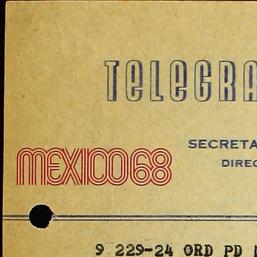 TELEGRA
SECRETA
DIREC
MEXICO68
9 229-24 ORD PD